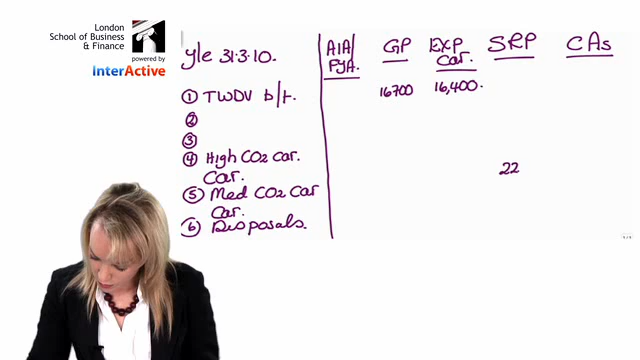 London
School of Business
& Finance
powered by
InterActive
y/e 31.3.10.
AIA/ FYA. GP EXP Car. SRP CAs
① TWDV b/f. 16700 16,400.
②
③
④ High CO2 car.
Car.
22
⑤ Med CO2 Car
Car.
⑥ Disposals.